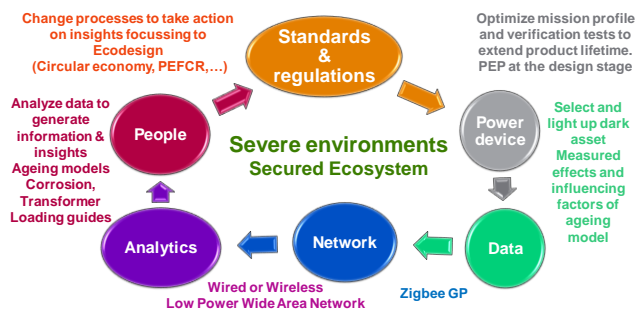 Change processes to take action
on insights focussing to
Ecodesign
(Circular economy, PEFCR,…)
Standards
&
regulations
Optimize mission profile
and verification tests to
extend product lifetime.
PEP at the design stage
Analyze data to
generate
information &
insights
Ageing models
Corrosion,
Transformer
Loading guides
People
Severe environments
Secured Ecosystem
Power
device
Select and
light up dark
asset
Measured
effects and
influencing
factors of
ageing
model
Analytics
Network
Data
Wired or Wireless
Low Power Wide Area Network
Zigbee GP